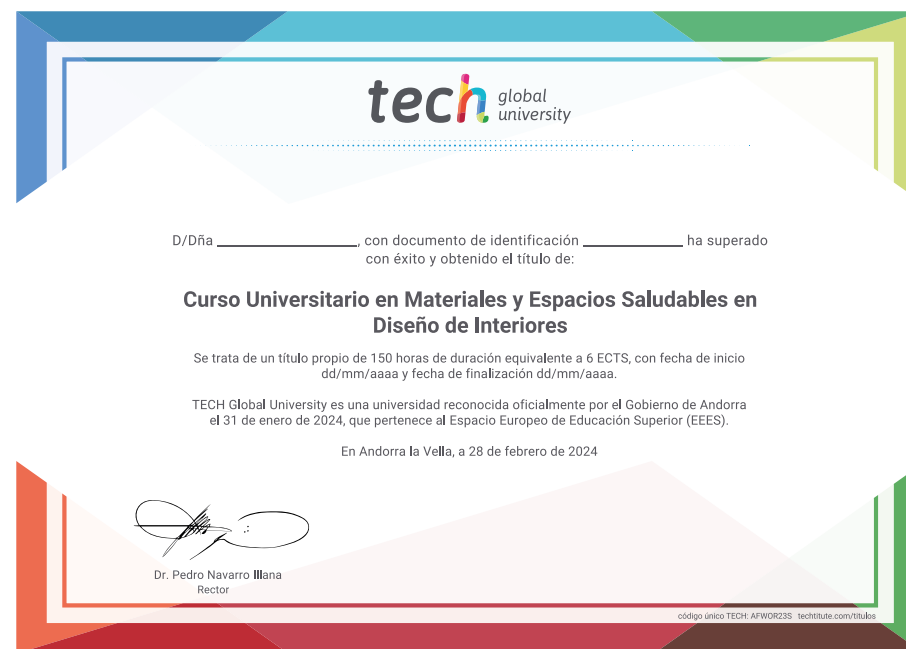 tech global university
D/Dña ____________________, con documento de identificación ______________ ha superado
con éxito y obtenido el título de:
Curso Universitario en Materiales y Espacios Saludables en
Diseño de Interiores
Se trata de un título propio de 150 horas de duración equivalente a 6 ECTS, con fecha de inicio
dd/mm/aaaa y fecha de finalización dd/mm/aaaa.
TECH Global University es una universidad reconocida oficialmente por el Gobierno de Andorra
el 31 de enero de 2024, que pertenece al Espacio Europeo de Educación Superior (EEES).
En Andorra la Vella, a 28 de febrero de 2024
Dr. Pedro Navarro Illana
Rector
código único TECH: AFWOR23S techtitute.com/titulos